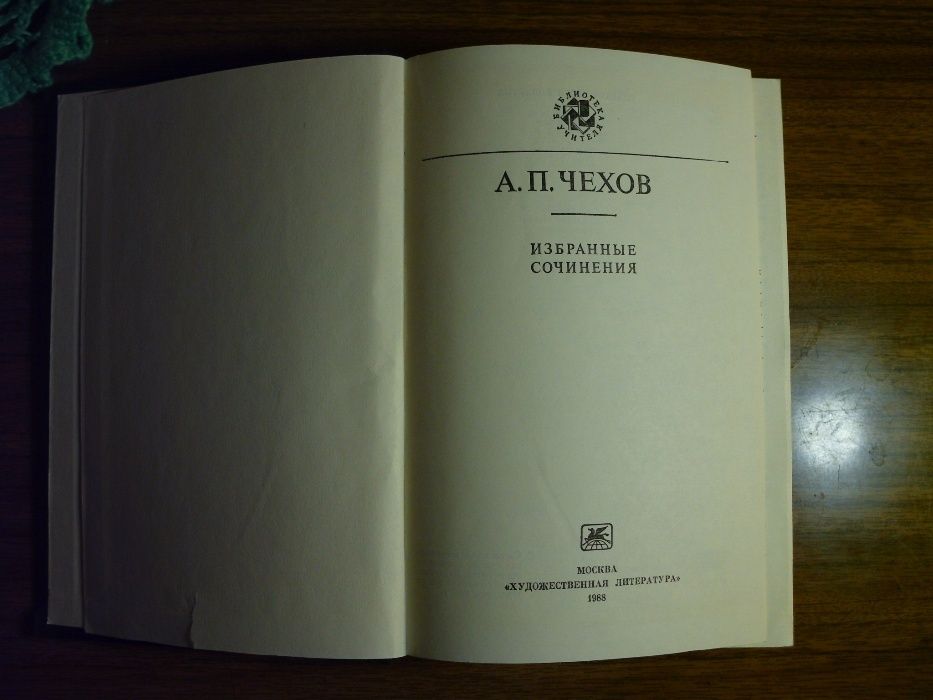 БИБЛИОТЕКА УЧИТЕЛЯ
А. П. ЧЕХОВ
ИЗБРАННЫЕ
СОЧИНЕНИЯ
МОСКВА
«ХУДОЖЕСТВЕННАЯ ЛИТЕРАТУРА»
1988